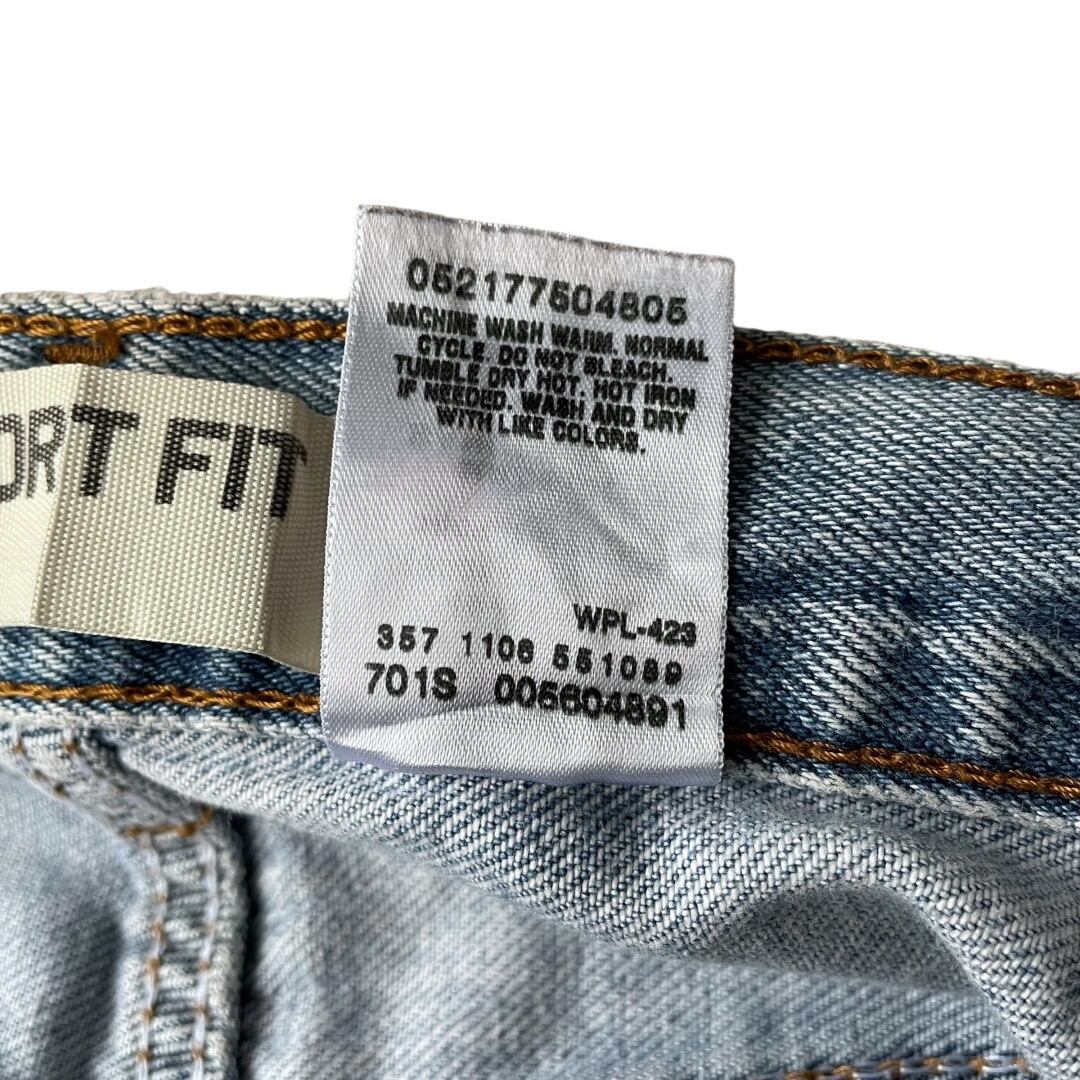 052177504805
MACHINE WASH WARM. NORMAL
CYCLE. DO NOT BLEACH.
TUMBLE DRY HOT. HOT IRON
IF NEEDED. WASH AND DRY
WITH LIKE COLORS.
ORT FIT
WPL-423
357 1106 551089
701S 005604891